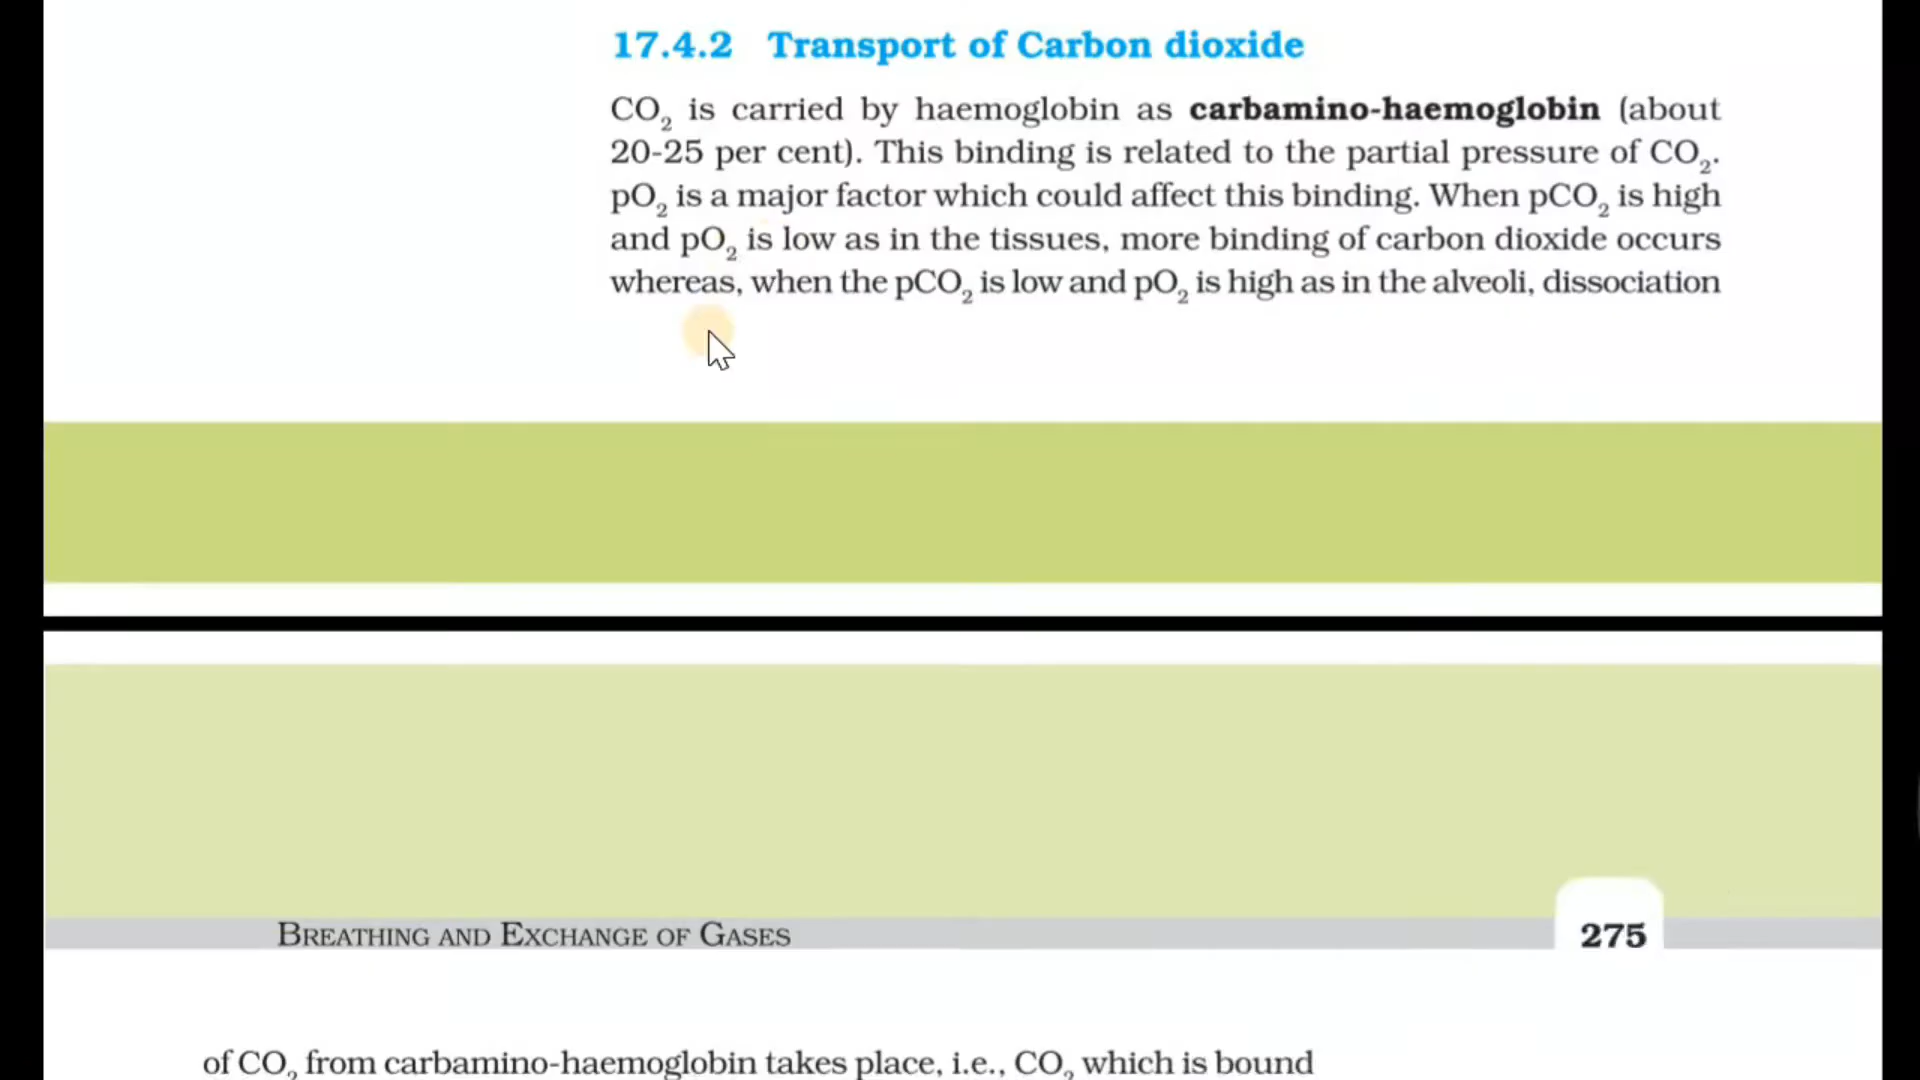 17.4.2 Transport of Carbon dioxide
CO₂ is carried by haemoglobin as carbamino-haemoglobin (about
20-25 per cent). This binding is related to the partial pressure of CO₂.
pO₂ is a major factor which could affect this binding. When pCO₂ is high
and pO₂ is low as in the tissues, more binding of carbon dioxide occurs
whereas, when the pCO₂ is low and pO₂ is high as in the alveoli, dissociation
BREATHING AND EXCHANGE OF GASES
275
of CO₂ from carbamino-haemoglobin takes place, i.e., CO₂ which is bound